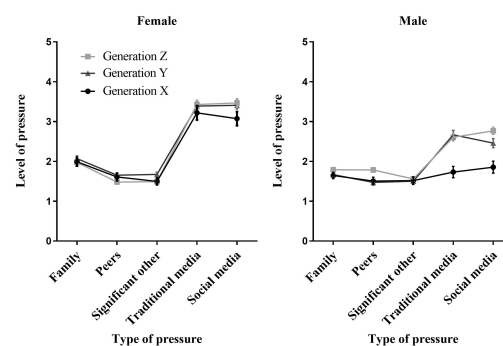 Female
Level of pressure
5
4
3
2
1
0
Generation Z
Generation Y
Generation X
Family
Peers
Significant other
Traditional media
Social media
Type of pressure
Male
Level of pressure
5
4
3
2
1
0
Family
Peers
Significant other
Traditional media
Social media
Type of pressure